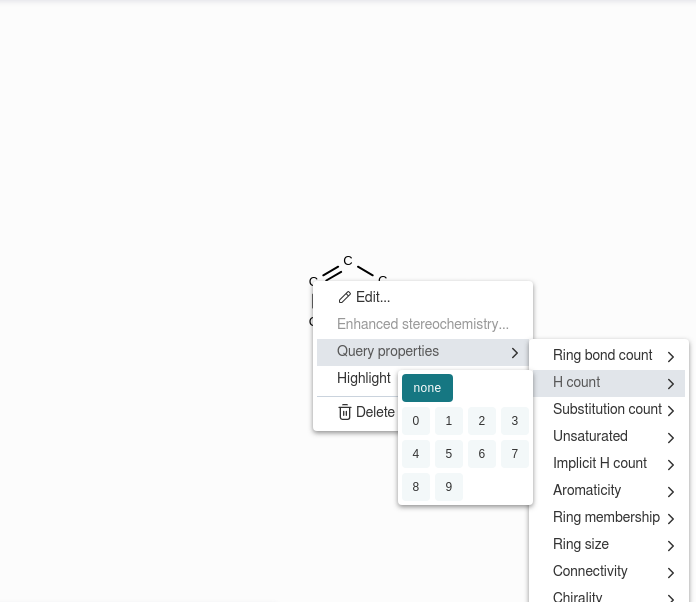 C
C C
C
Edit...
Enhanced stereochemistry...
Query properties
Highlight
Delete
Ring bond count
H count
Substitution count
Unsaturated
Implicit H count
Aromaticity
Ring membership
Ring size
Connectivity
Chirality
none
0 1 2 3
4 5 6 7
8 9